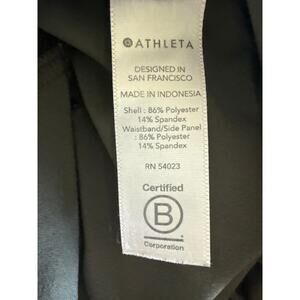 ATHLETA
DESIGNED IN
SAN FRANCISCO
MADE IN INDONESIA
Shell : 86% Polyester
14% Spandex
Waistband/Side Panel
: 86% Polyester
14% Spandex
RN 54023
Certified
B
Corporation